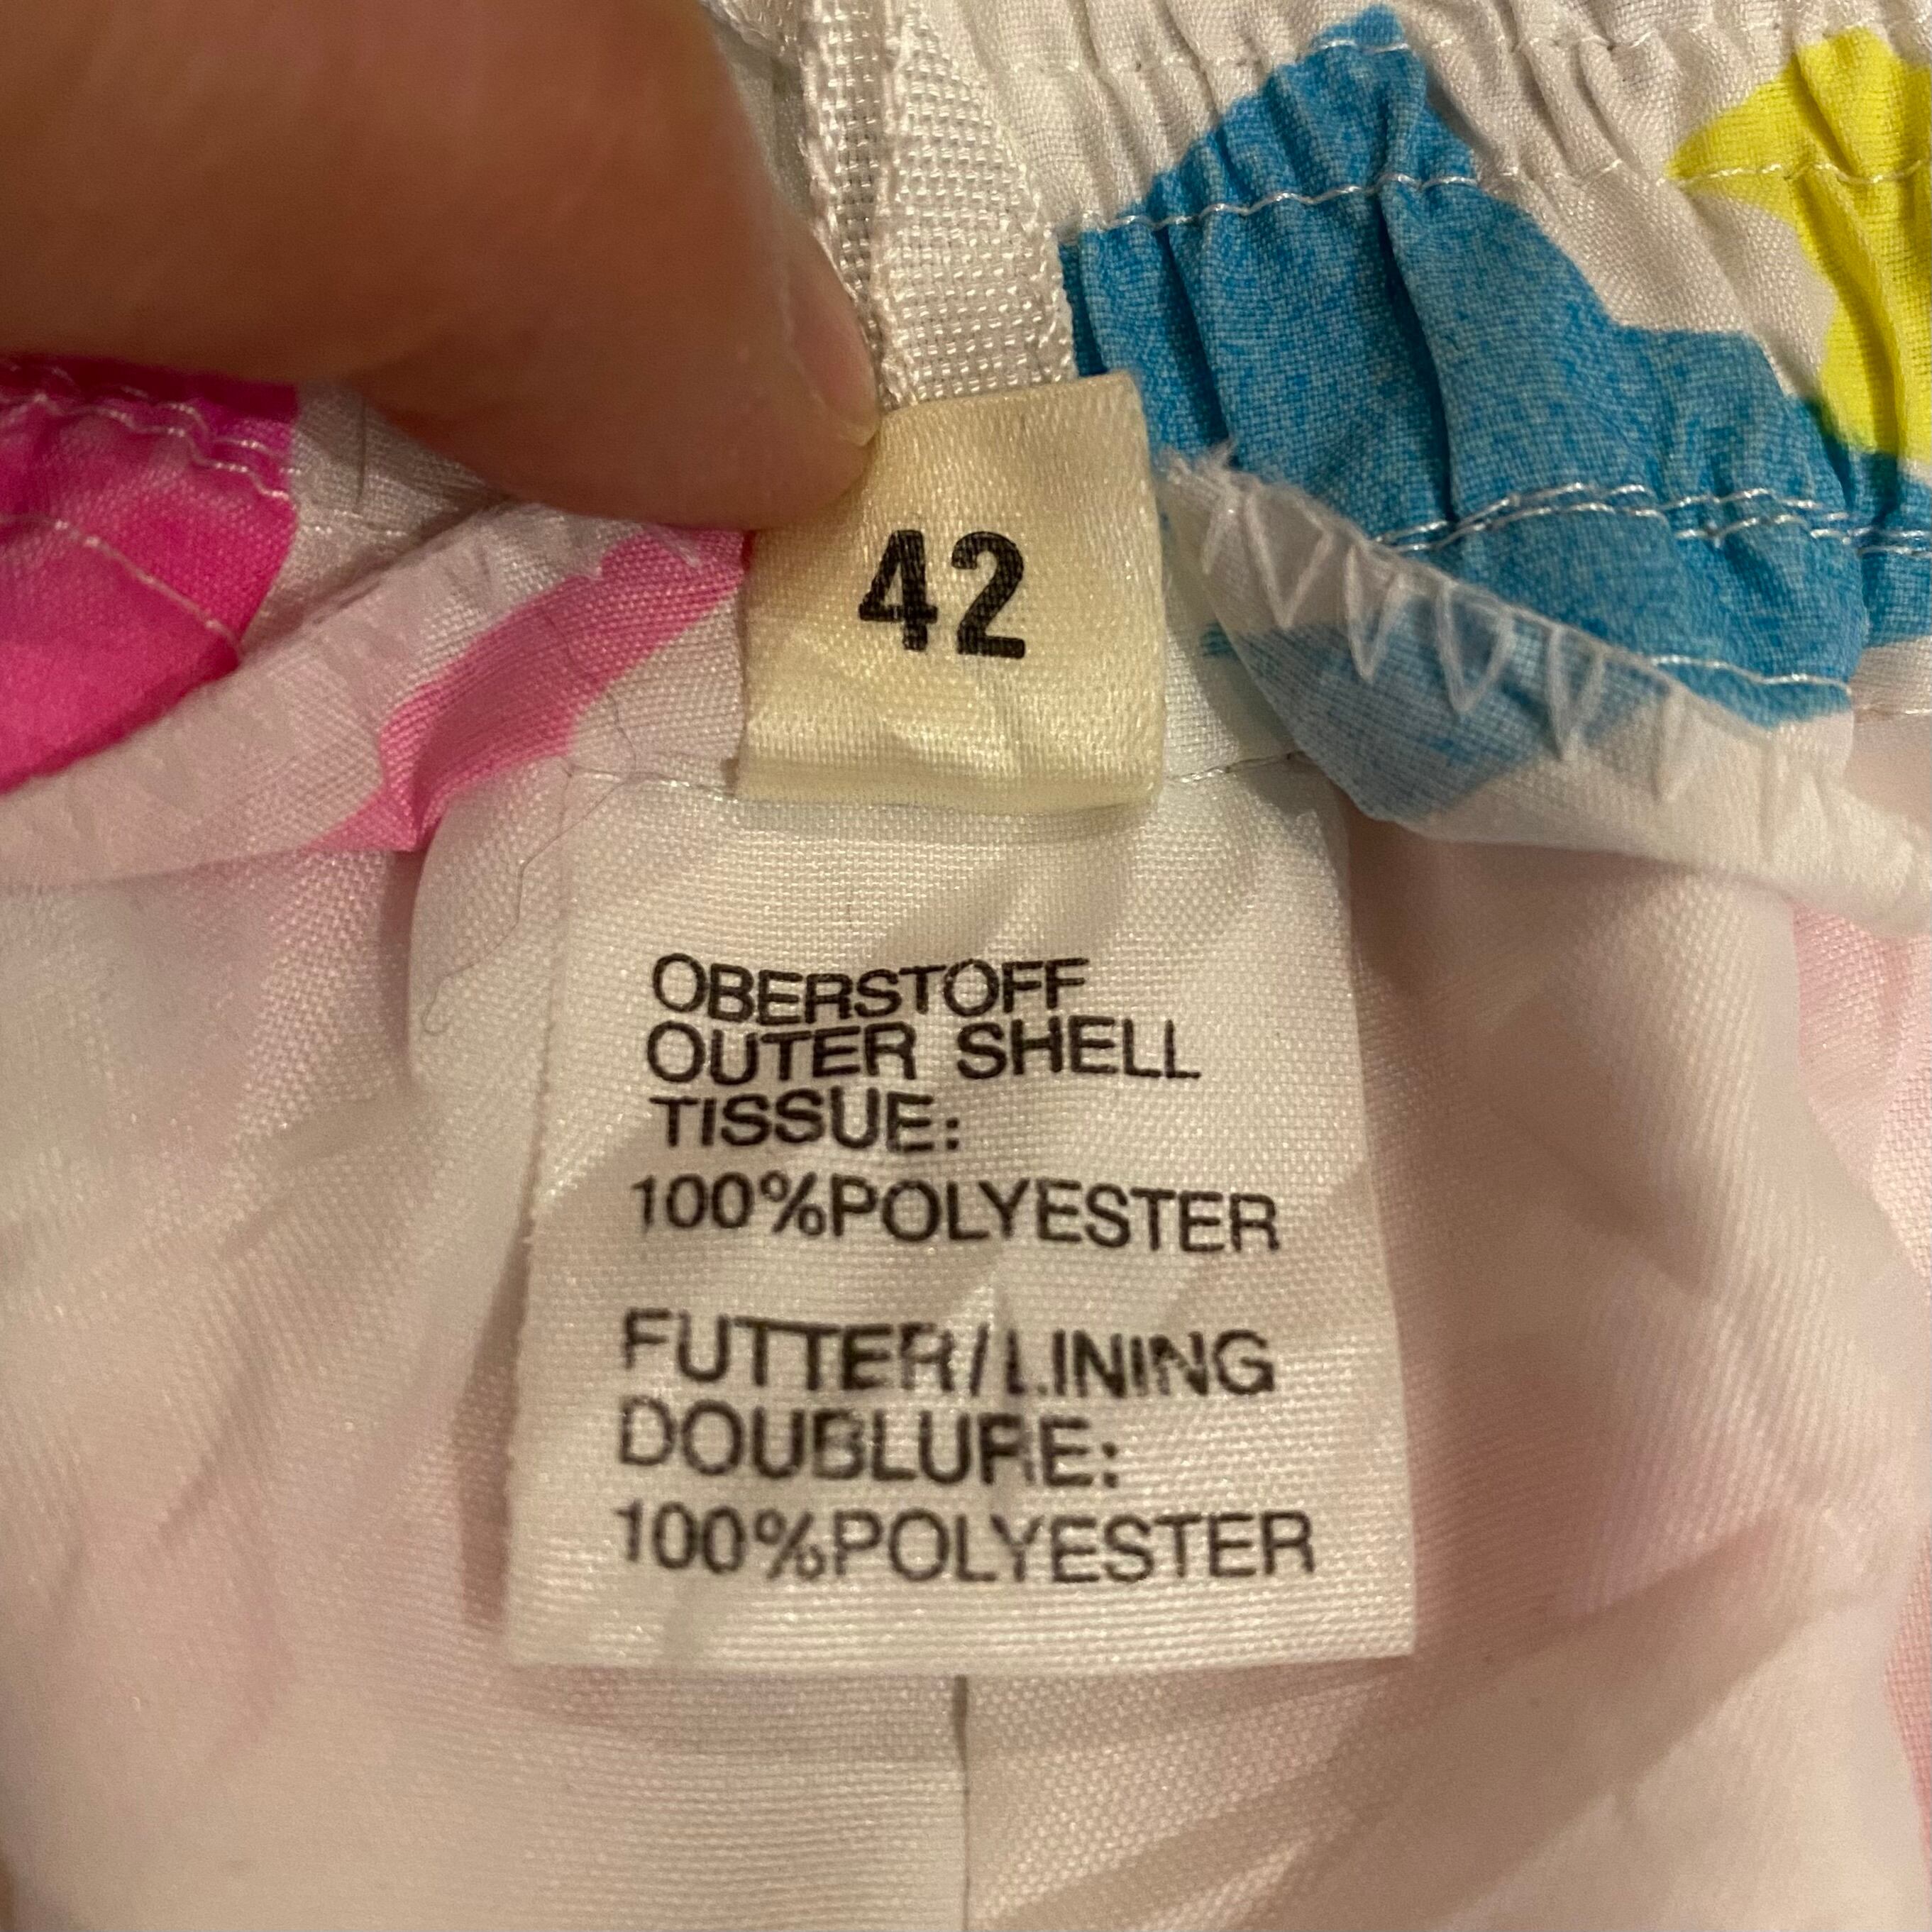 42
OBERSTOFF
OUTER SHELL
TISSUE:
100%POLYESTER
FUTTER/LINING
DOUBLURE:
100%POLYESTER